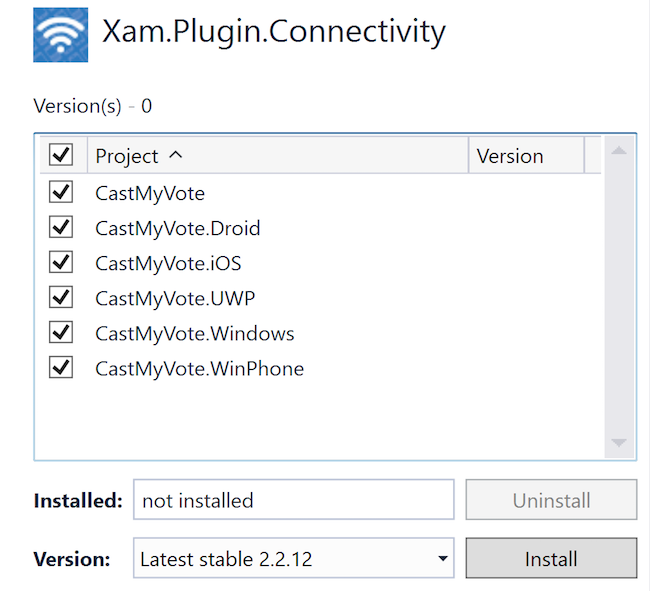 Xam.Plugin.Connectivity
Version(s) - 0
Project Version
CastMyVote
CastMyVote.Droid
CastMyVote.iOS
CastMyVote.UWP
CastMyVote.Windows
CastMyVote.WinPhone
Installed: not installed Uninstall
Version: Latest stable 2.2.12 Install